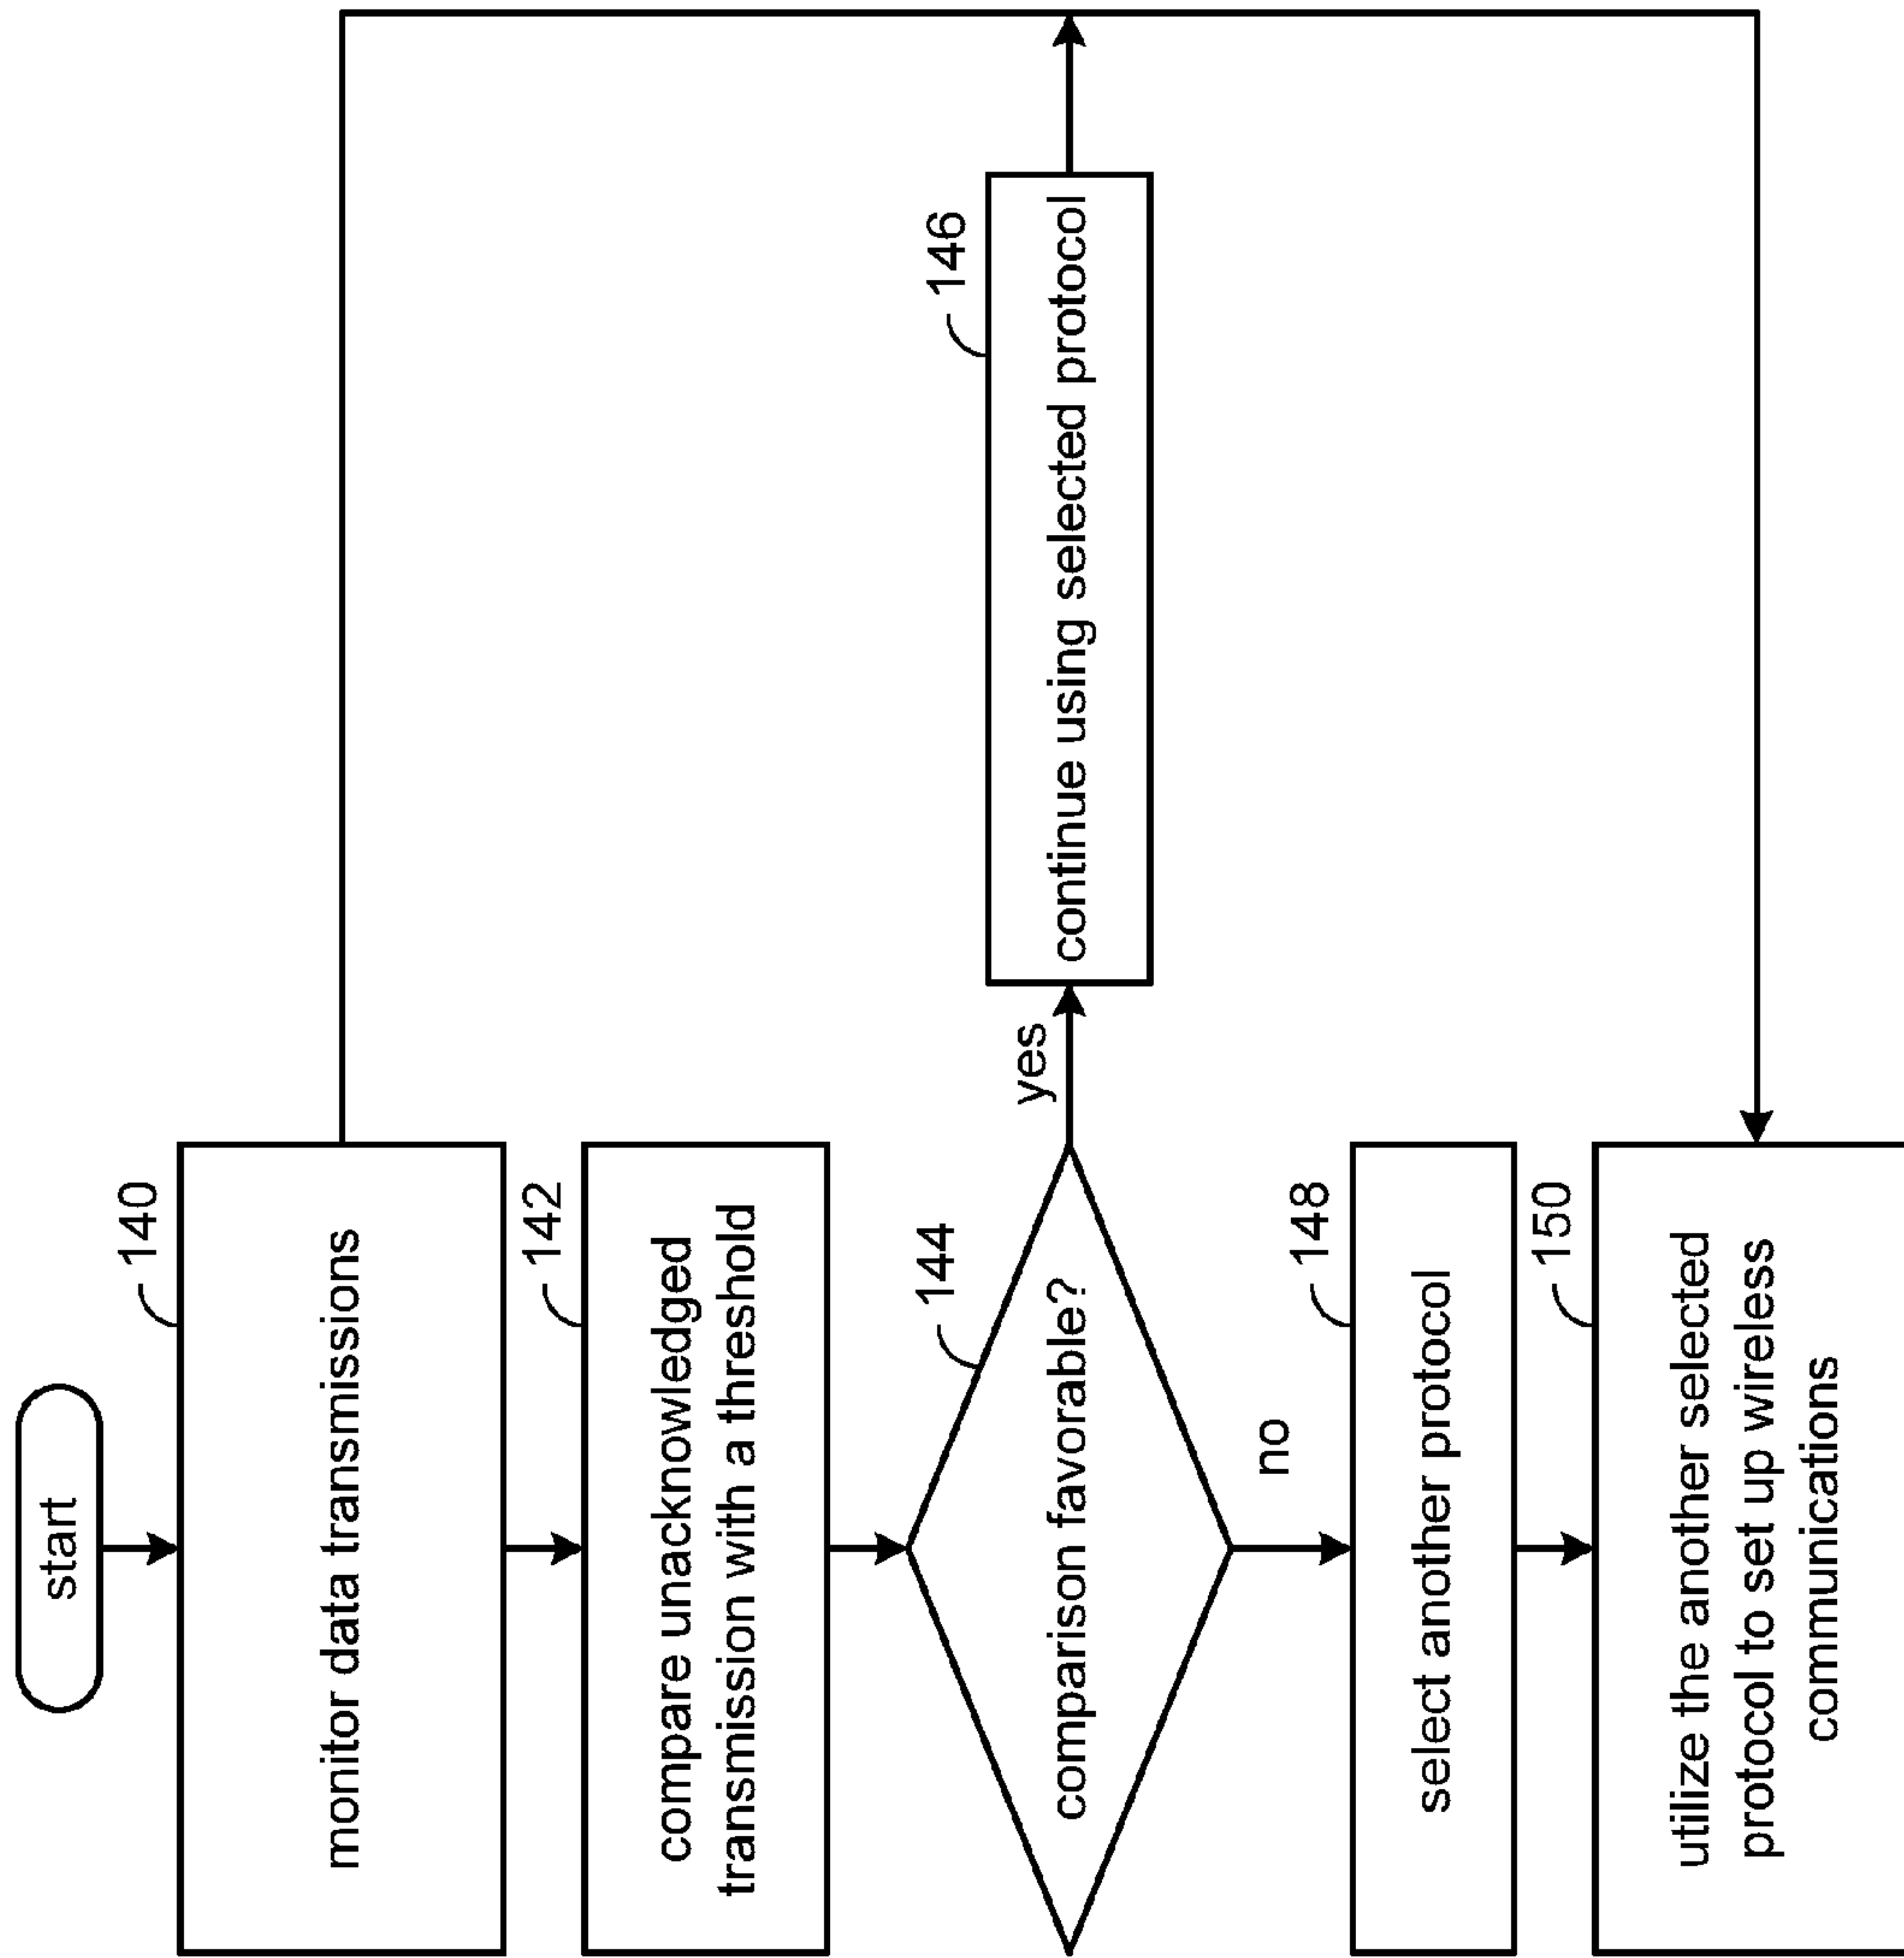 start
140
monitor data transmissions
142
compare unacknowledged
transmission with a threshold
144
comparison favorable?
yes
146
continue using selected protocol
no
148
select another protocol
150
utilize the another selected
protocol to set up wireless
communications